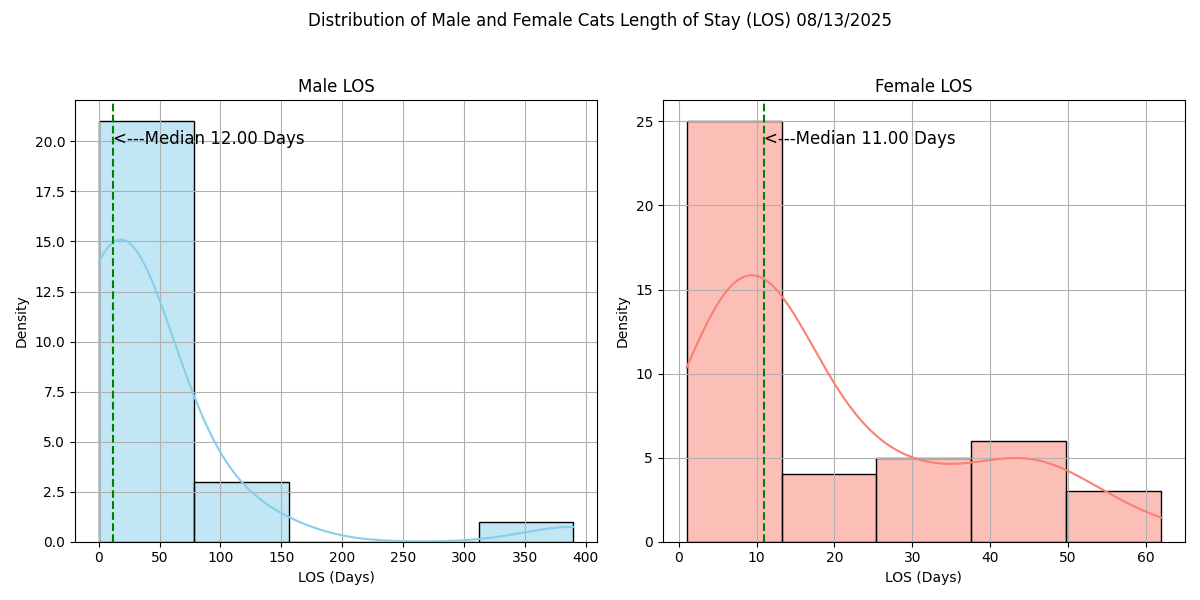 Distribution of Male and Female Cats Length of Stay (LOS) 08/13/2025
Male LOS
<---Median 12.00 Days
Density
20.0
17.5
15.0
12.5
10.0
7.5
5.0
2.5
0.0
0 50 100 150 200 250 300 350 400
LOS (Days)
Female LOS
<---Median 11.00 Days
Density
25
20
15
10
5
0
0 10 20 30 40 50 60
LOS (Days)